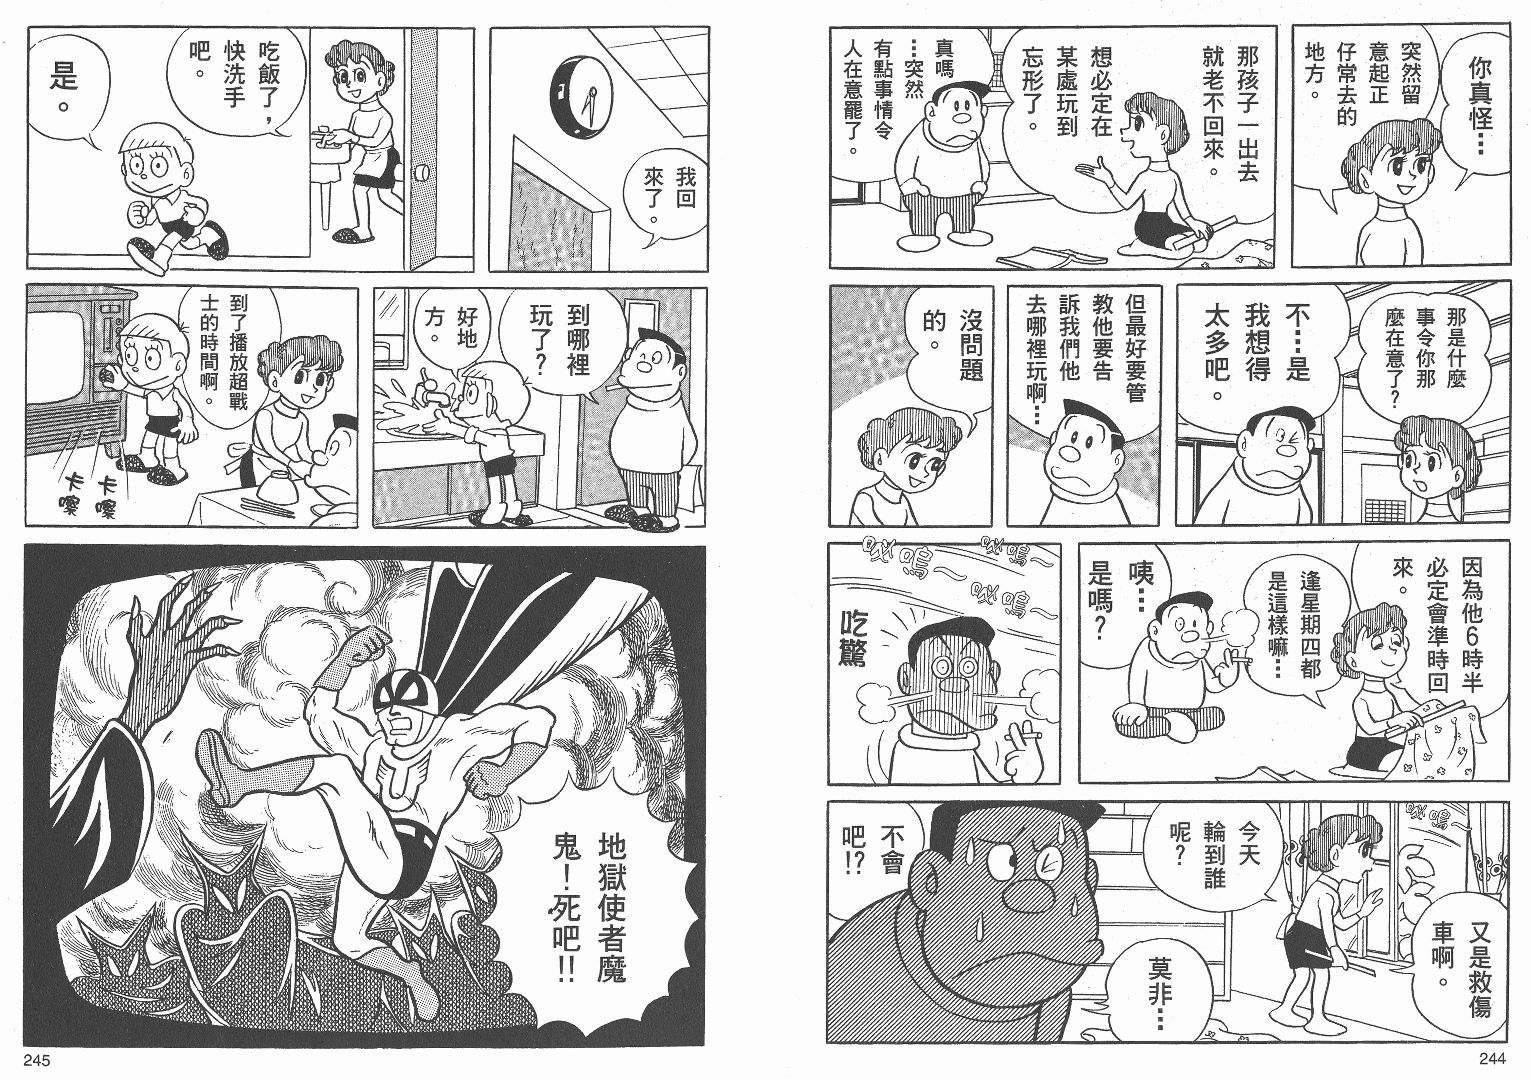 你真怪…
突然留
意起正
仔常去的
地方。
那孩子一出去
就老不回來。
想必定在
某處玩到
忘形了。
真嗎
…突然
有點事情令
人在意罷了。
那是什麼
事令你那
麼在意了?
不…是
我想得
太多吧。
但最好要管
教他要告
訴我們他
去哪裡玩啊…
沒問題
的。
因為他6時半
必定會準時回
來。
逢星期四都
是這樣嘛…
咦…
是嗎?
哎嗚~
哎嗚~
哎嗚~
吃驚
哎嗚~
又是救傷
車啊。
今天
輪到誰
呢?
莫非…
不會
吧!?
244
我回
來了。
吃飯了,
快洗手
吧。
是。
到哪裡
玩了?
好地
方。
到了播放超戰
士的時間啊。
卡嚓
卡嚓
地獄使者魔
鬼!死吧!!
245